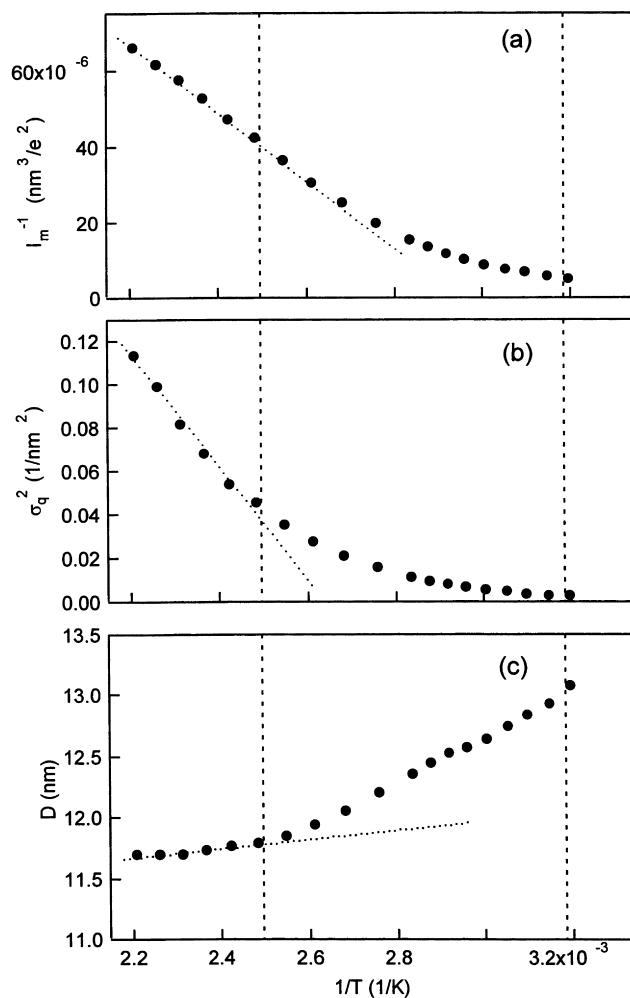 (a)
60x10 -6
40
20
0
I m -1 (nm 3 /e 2 )
(b)
0.12
0.10
0.08
0.06
0.04
0.02
0.00
σ q 2 (1/nm 2 )
(c)
13.5
13.0
12.5
12.0
11.5
11.0
D (nm)
2.2 2.4 2.6 2.8 3.2x10 -3
1/T (1/K)